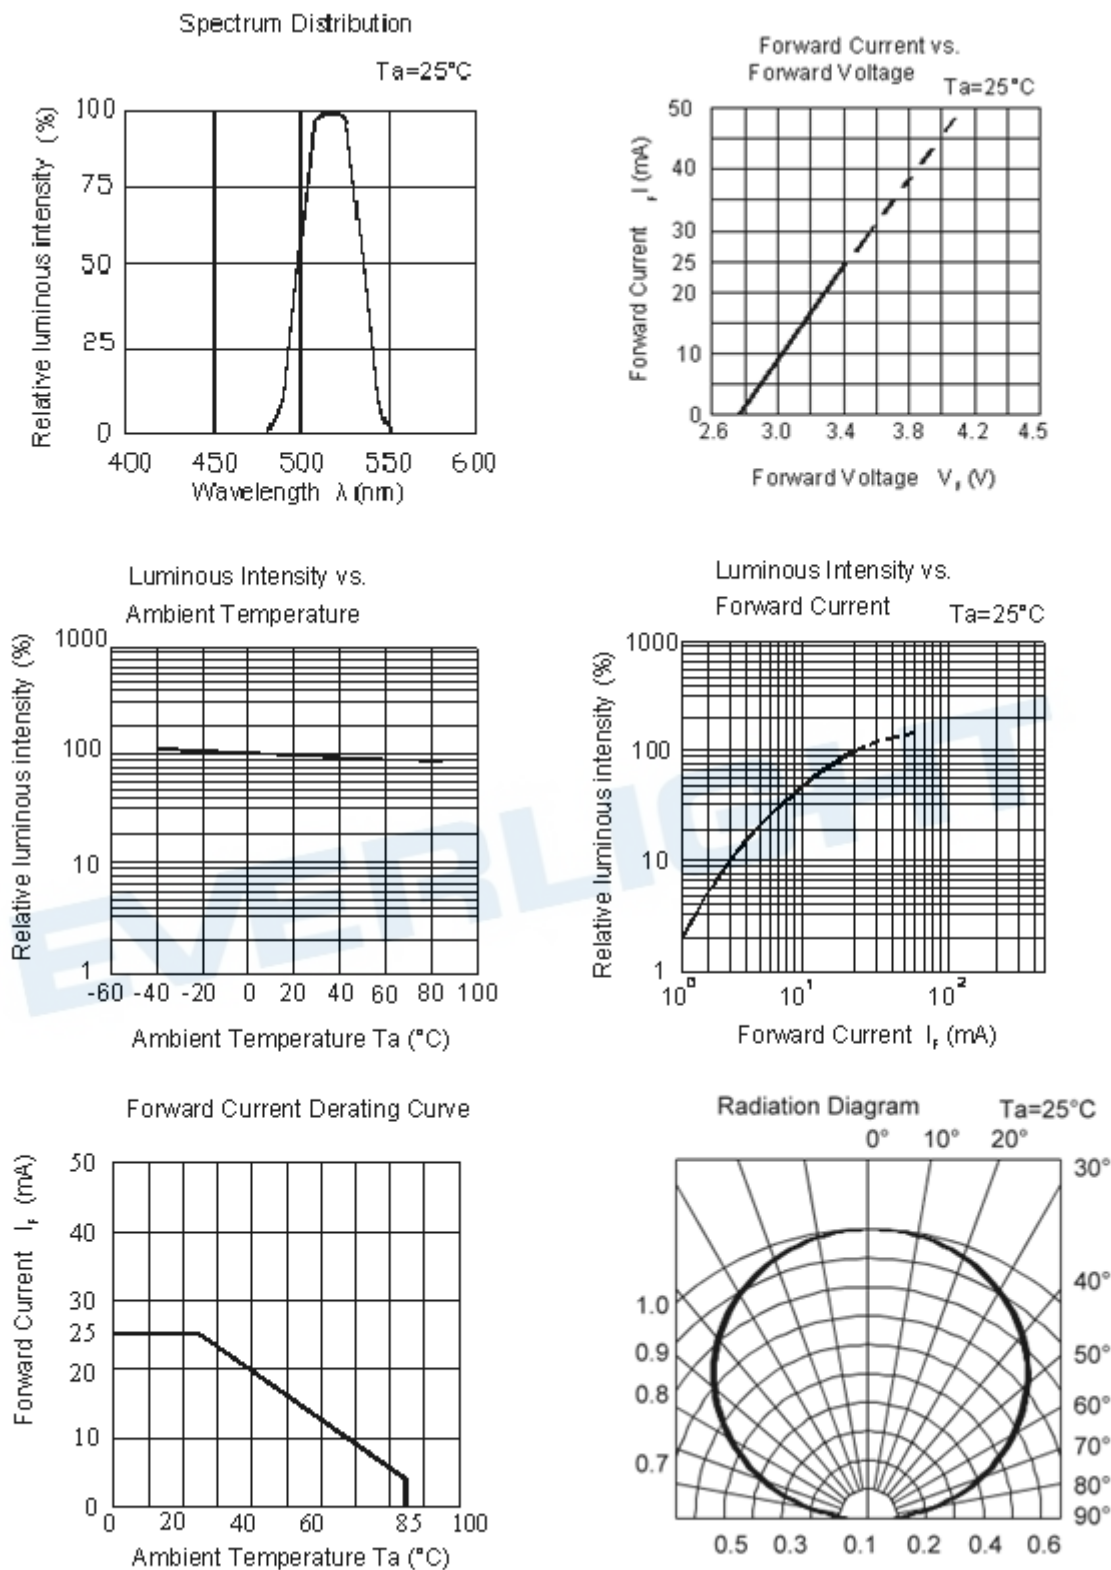 Spectrum Distribution
Ta=25°C
Relative luminous intensity (%)
100
75
50
25
0
400 450 500 550 600
Wavelength λ (nm)
Forward Current vs.
Forward Voltage
Ta=25°C
Forward Current IF (mA)
50
40
30
25
20
10
0
2.6 3.0 3.4 3.8 4.2 4.5
Forward Voltage VF (V)
Luminous Intensity vs.
Ambient Temperature
Relative luminous intensity (%)
1000
100
10
1
-60 -40 -20 0 20 40 60 80 100
Ambient Temperature Ta (°C)
Luminous Intensity vs.
Forward Current
Ta=25°C
Relative luminous intensity (%)
1000
100
10
1
10⁰ 10¹ 10²
Forward Current IF (mA)
EVERLIGHT
Forward Current Derating Curve
Forward Current IF (mA)
50
40
30
25
20
10
0
0 20 40 60 85 100
Ambient Temperature Ta (°C)
Radiation Diagram
Ta=25°C
0° 10° 20°
30°
40°
50°
60°
70°
80°
90°
1.0
0.9
0.8
0.7
0.5 0.3 0.1 0.2 0.4 0.6